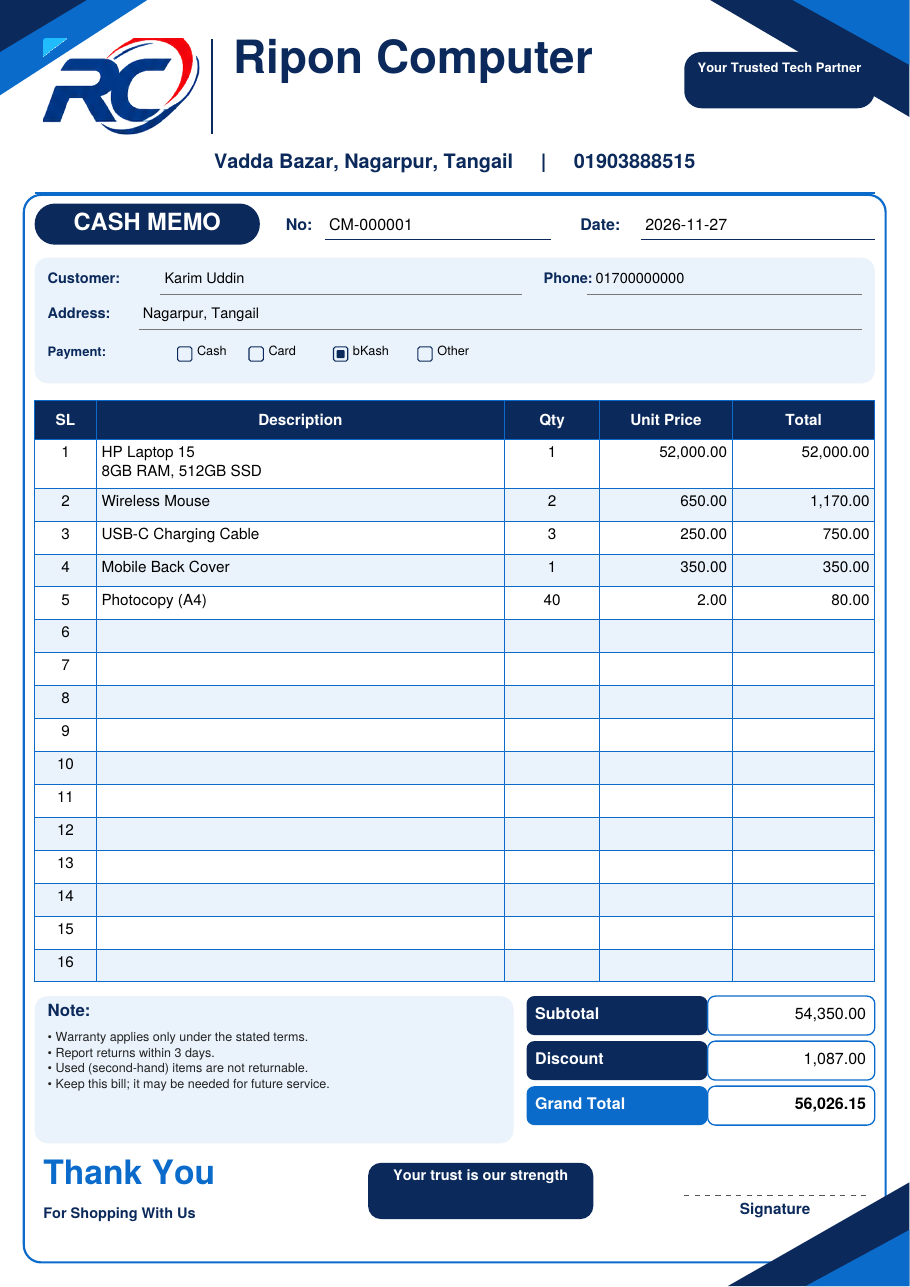 RC
Ripon Computer
Your Trusted Tech Partner
Vadda Bazar, Nagarpur, Tangail | 01903888515
CASH MEMO No: CM-000001 Date: 2026-11-27
Customer: Karim Uddin Phone: 01700000000
Address: Nagarpur, Tangail
Payment: Cash Card bKash Other
SL Description Qty Unit Price Total
1 HP Laptop 15 1 52,000.00 52,000.00
8GB RAM, 512GB SSD
2 Wireless Mouse 2 650.00 1,170.00
3 USB-C Charging Cable 3 250.00 750.00
4 Mobile Back Cover 1 350.00 350.00
5 Photocopy (A4) 40 2.00 80.00
6
7
8
9
10
11
12
13
14
15
16
Note:
• Warranty applies only under the stated terms.
• Report returns within 3 days.
• Used (second-hand) items are not returnable.
• Keep this bill; it may be needed for future service.
Subtotal 54,350.00
Discount 1,087.00
Grand Total 56,026.15
Thank You
For Shopping With Us
Your trust is our strength
Signature